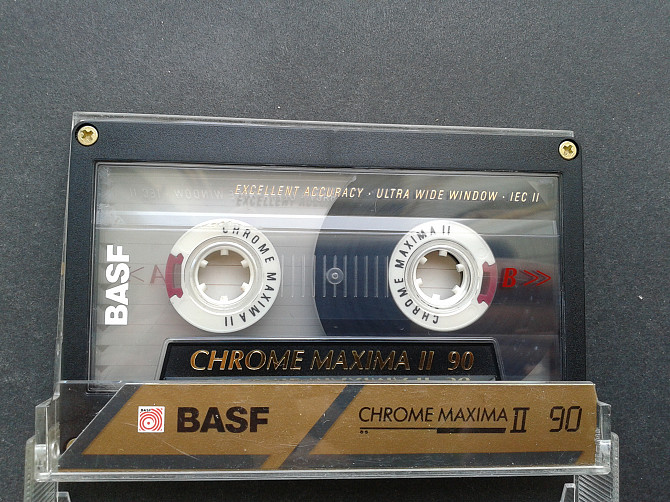 EXCELLENT ACCURACY · ULTRA WIDE WINDOW · IEC II
BASF
A
CHROME MAXIMA II
CHROME MAXIMA II
B
CHROME MAXIMA II 90
BASF
CHROME MAXIMA II 90